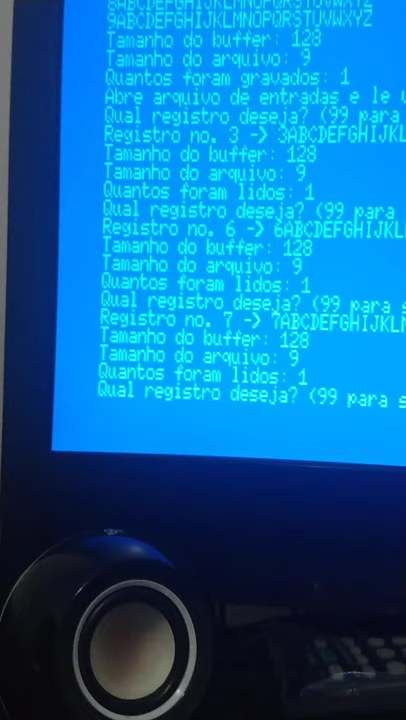 8ABCDEFGHIJKLMNOPQRSTUVWXYZ
9ABCDEFGHIJKLMNOPQRSTUVWXYZ
Tamanho do buffer: 128
Tamanho do arquivo: 9
Quantos foram gravados: 1
Abre arquivo de entradas e le
Qual registro deseja? (99 para
Registro no. 3 -> 3ABCDEFGHIJKL
Tamanho do buffer: 128
Tamanho do arquivo: 9
Quantos foram lidos: 1
Qual registro deseja? (99 para
Registro no. 6 -> 6ABCDEFGHIJKL
Tamanho do buffer: 128
Tamanho do arquivo: 9
Quantos foram lidos: 1
Qual registro deseja? (99 para s
Registro no. 7 -> 7ABCDEFGHIJKLM
Tamanho do buffer: 128
Tamanho do arquivo: 9
Quantos foram lidos: 1
Qual registro deseja? (99 para s